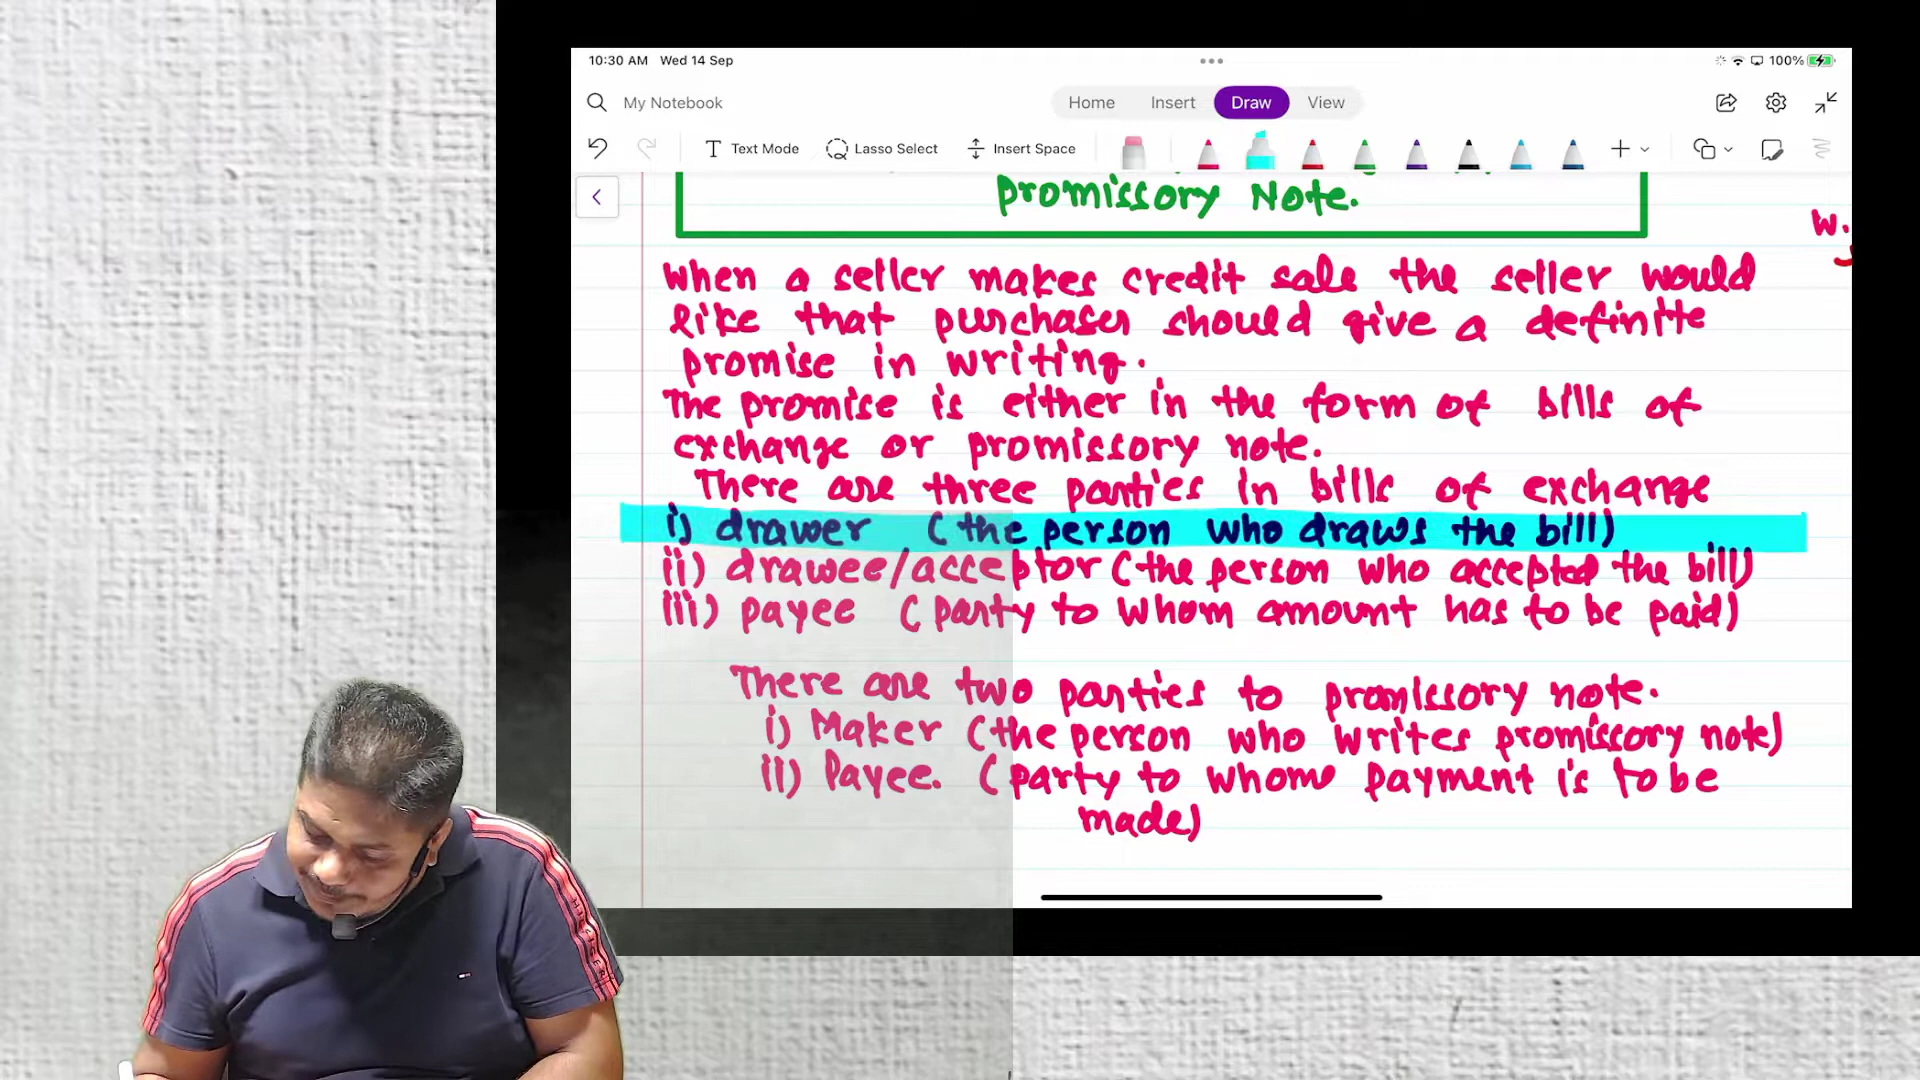 10:30 AM Wed 14 Sep
100%
My Notebook
Home Insert Draw View
Text Mode Lasso Select Insert Space
promissory Note.
W.
When a seller makes credit sale the seller would
like that purchaser should give a definite
promise in writing.
The promise is either in the form of bills of
exchange or promissory note.
There are three parties in bills of exchange
i) drawer (the person who draws the bill)
ii) drawee/acceptor (the person who accepted the bill)
iii) payee (party to whom amount has to be paid)
There are two parties to promissory note.
i) Maker (the person who writes promissory note)
ii) Payee. (party to whome payment is to be
made)